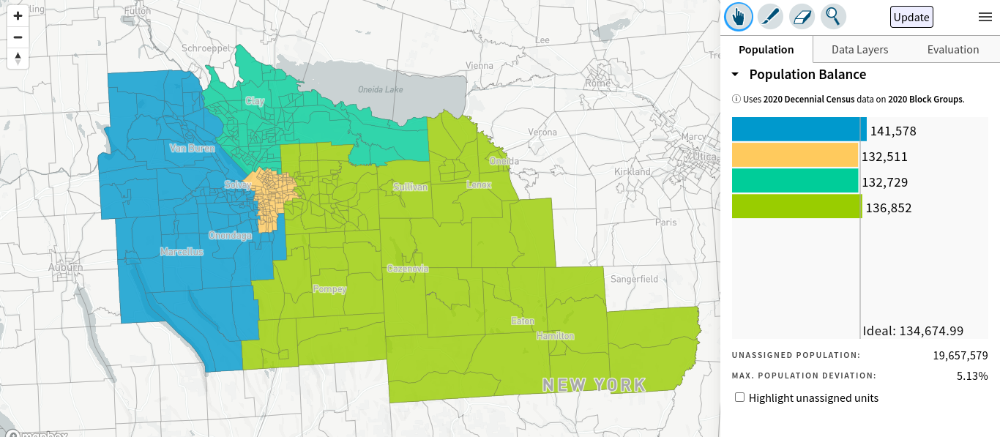 ling
Fulton
Schroeppel
Lee
Vienna
Rome
Oneida Lake
Clay
Verona
Marcy
Van Buren
Utica
Oneida
Kirkland
Solvay
Sullivan
Lenox
Paris
Onondaga
Marcellus
Auburn
Cazenovia
Sangerfield
Pompey
Eaton
Hamilton
NEW YORK
mapbox
Update
Population
Data Layers
Evaluation
Population Balance
Uses 2020 Decennial Census data on 2020 Block Groups.
141,578
132,511
132,729
136,852
Ideal: 134,674.99
UNASSIGNED POPULATION: 19,657,579
MAX. POPULATION DEVIATION: 5.13%
Highlight unassigned units